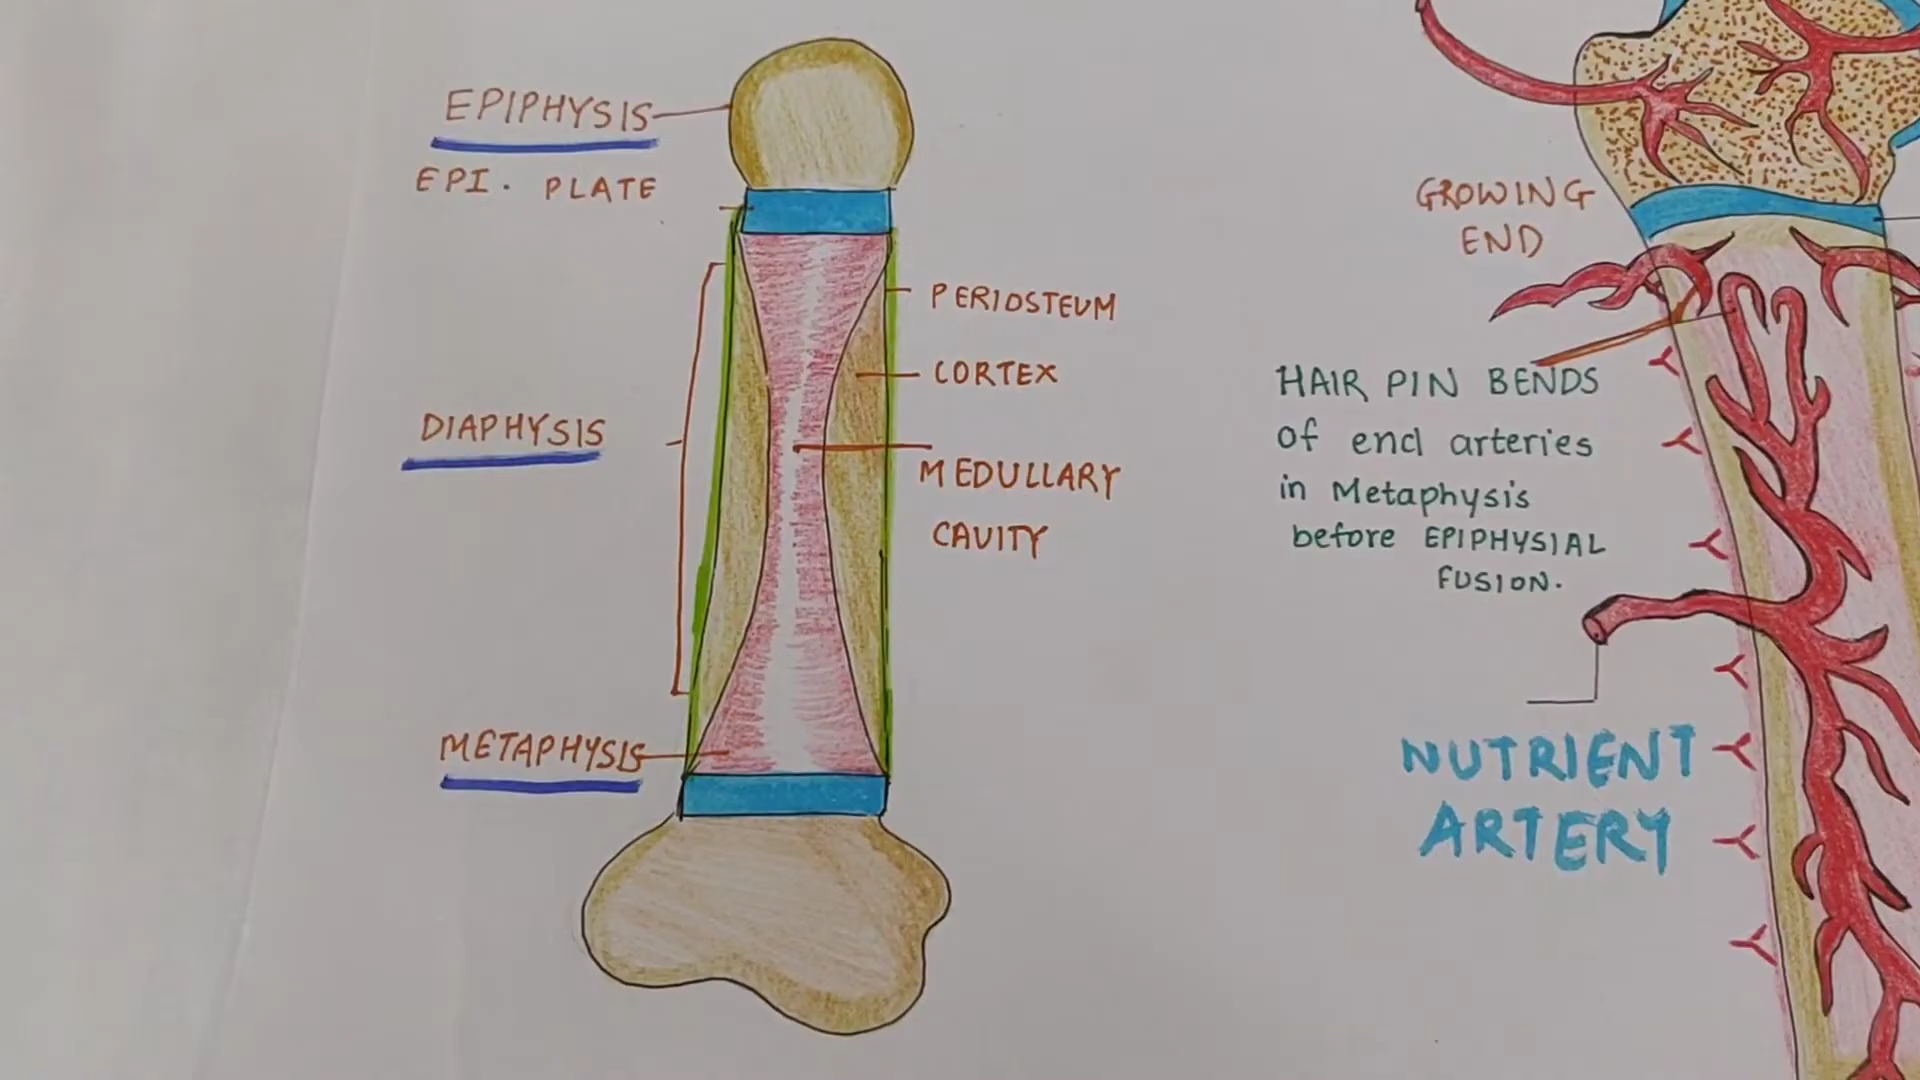 EPIPHYSIS
EPI. PLATE
DIAPHYSIS
METAPHYSIS
PERIOSTEUM
CORTEX
MEDULLARY
CAVITY
GROWING
END
HAIR PIN BENDS
of end arteries
in Metaphysis
before EPIPHYSIAL
FUSION.
NUTRIENT
ARTERY